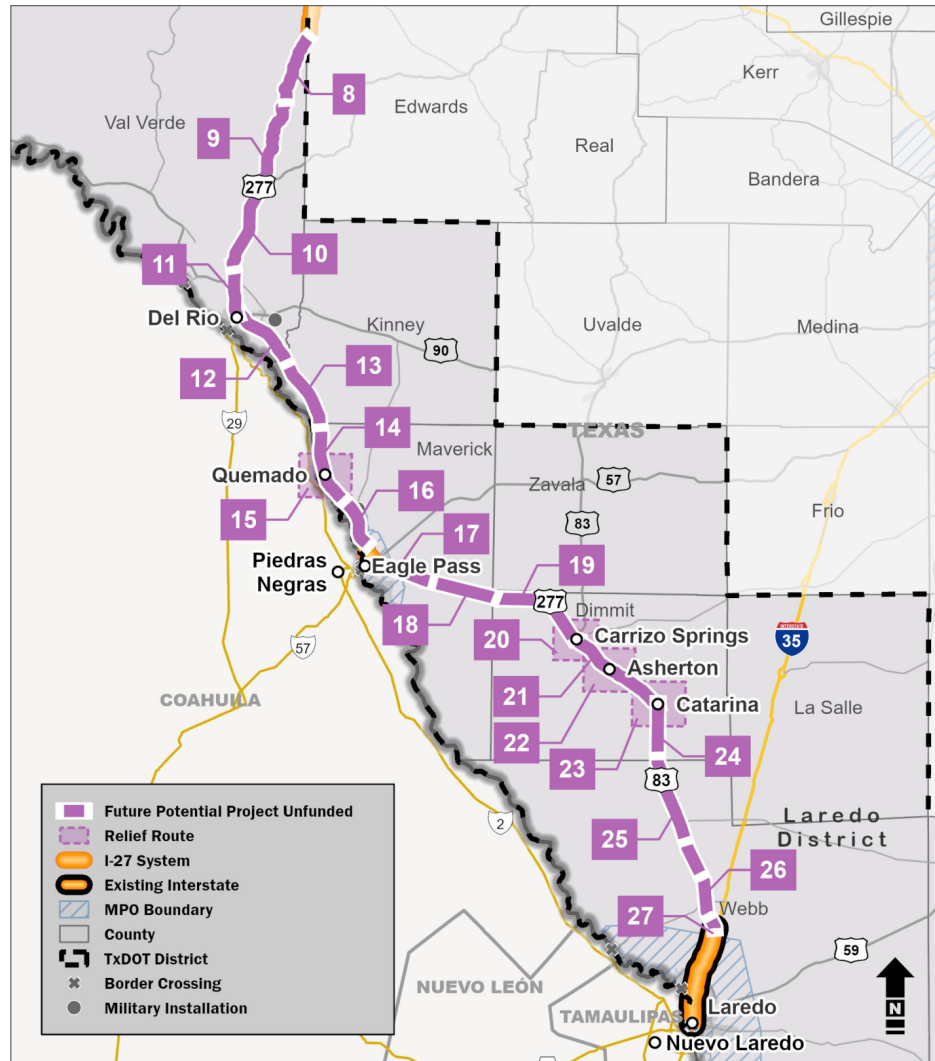 Gillespie
Kerr
8
Edwards
Val Verde
9
Real
Bandera
277
10
11
Del Rio
Kinney
Uvalde
Medina
90
12
13
29
14
TEXAS
Maverick
Quemado
Zavala
57
16
15
83
Frio
17
Piedras
Negras
Eagle Pass
19
277
Dimmit
18
INTERSTATE
35
20
Carrizo Springs
57
21
Asherton
COAHUILA
22
Catarina
La Salle
23
24
83
Future Potential Project Unfunded
Relief Route
I-27 System
Existing Interstate
MPO Boundary
County
TxDOT District
Border Crossing
Military Installation
2
25
Laredo
District
26
27
Webb
59
NUEVO LEÓN
N
TAMAULIPAS
Laredo
Nuevo Laredo